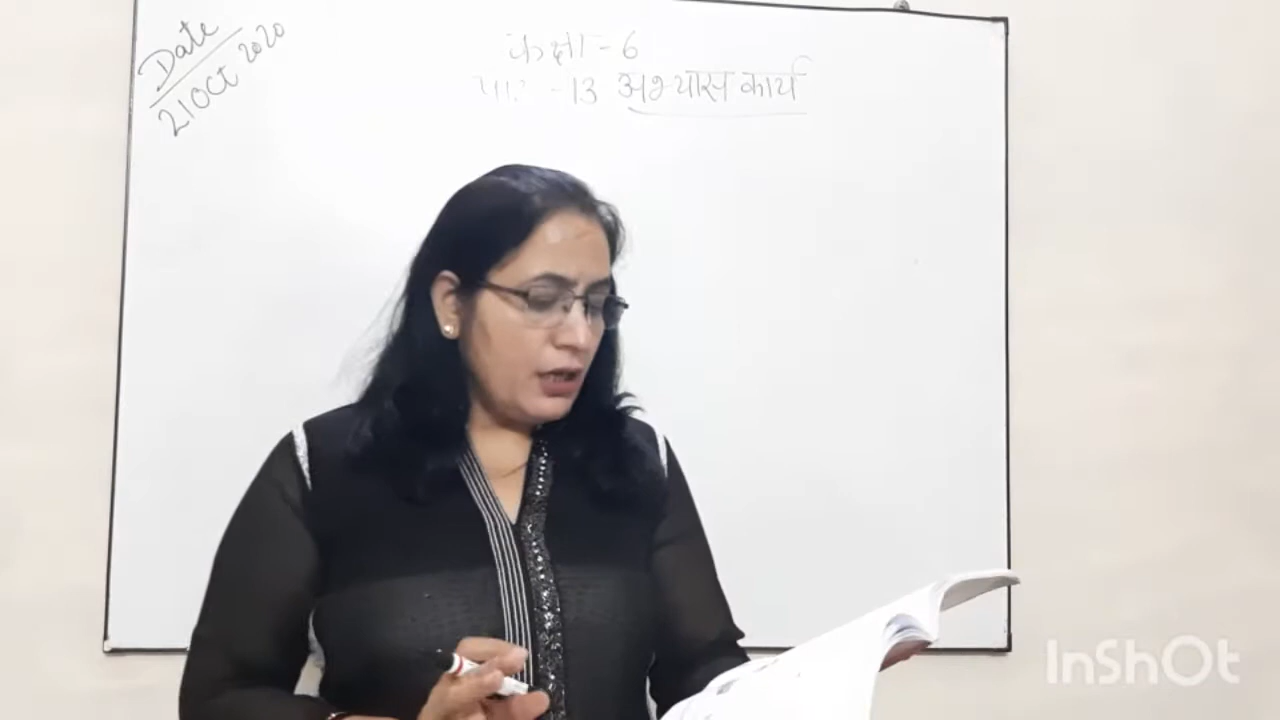 Date
21 Oct 2020
कक्षा - 6
पाठ - 13 अभ्यास कार्य
InShOt